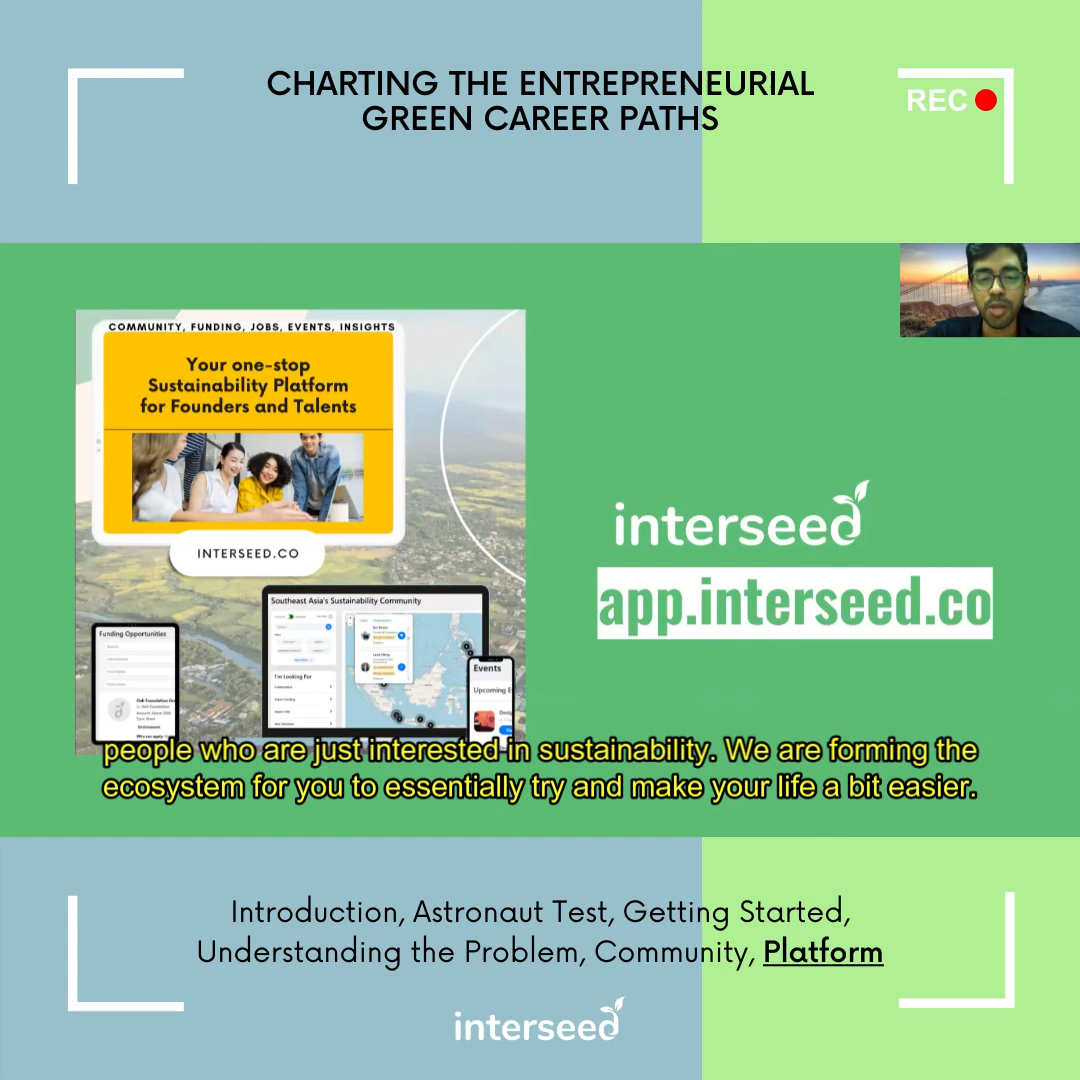 CHARTING THE ENTREPRENEURIAL
GREEN CAREER PATHS
REC
COMMUNITY, FUNDING, JOBS, EVENTS, INSIGHTS
Your one-stop
Sustainability Platform
for Founders and Talents
INTERSEED.CO
interseed
app.interseed.co
Southeast Asia's Sustainability Community
I'm Looking For
Funding Opportunities
Events
Upcoming E
people who are just interested in sustainability. We are forming the
ecosystem for you to essentially try and make your life a bit easier.
Introduction, Astronaut Test, Getting Started,
Understanding the Problem, Community, Platform
interseed